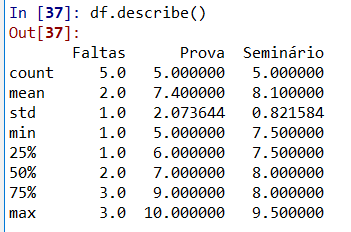 In [37]: df.describe()
Out[37]:
       Faltas      Prova  Seminário
count     5.0   5.000000   5.000000
mean      2.0   7.400000   8.100000
std       1.0   2.073644   0.821584
min       1.0   5.000000   7.500000
25%       1.0   6.000000   7.500000
50%       2.0   7.000000   8.000000
75%       3.0   9.000000   8.000000
max       3.0  10.000000   9.500000